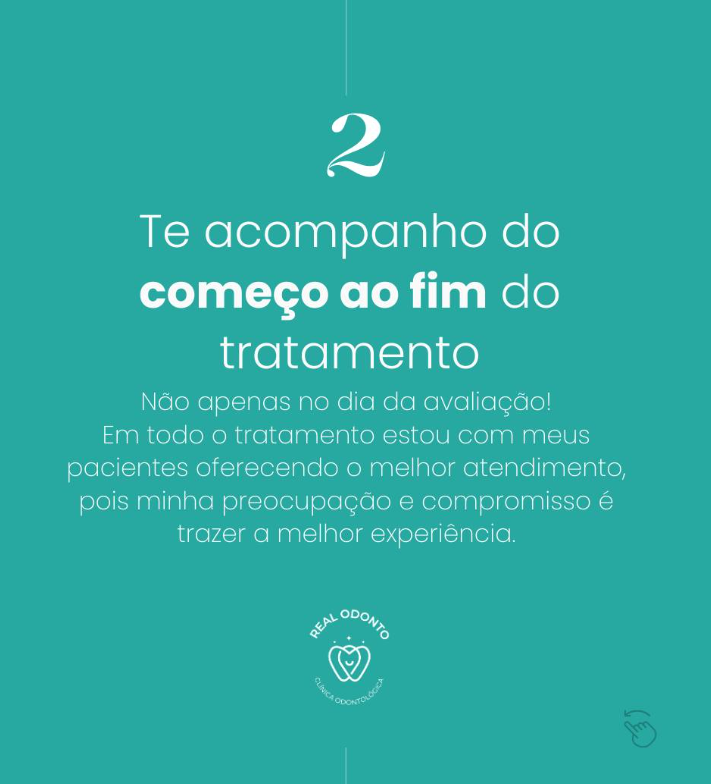 2
Te acompanho do
começo ao fim do
tratamento
Não apenas no dia da avaliação!
Em todo o tratamento estou com meus
pacientes oferecendo o melhor atendimento,
pois minha preocupação e compromisso é
trazer a melhor experiência.
REAL ODONTO
CLÍNICA ODONTOLÓGICA